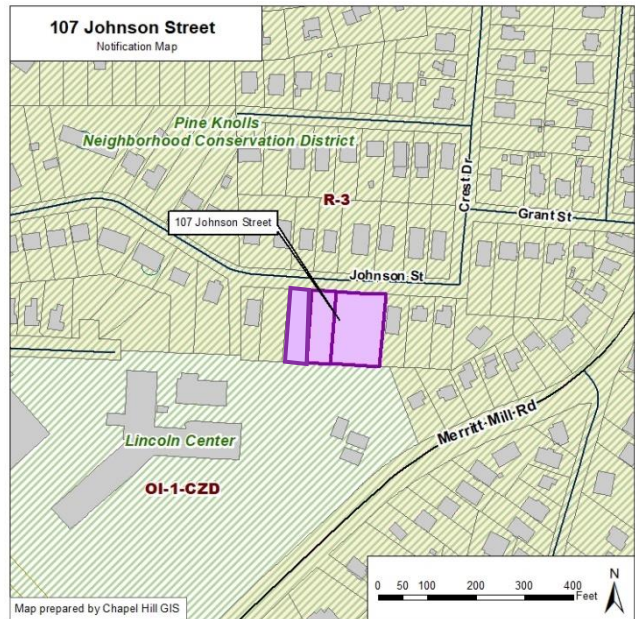 107 Johnson Street
Notification Map
Pine Knolls
Neighborhood Conservation District
R-3
Crest Dr
Grant St
107 Johnson Street
Johnson St
Merritt-Mill-Rd
Lincoln Center
OI-1-CZD
0 50 100 200 300 400
Feet
N
Map prepared by Chapel Hill GIS